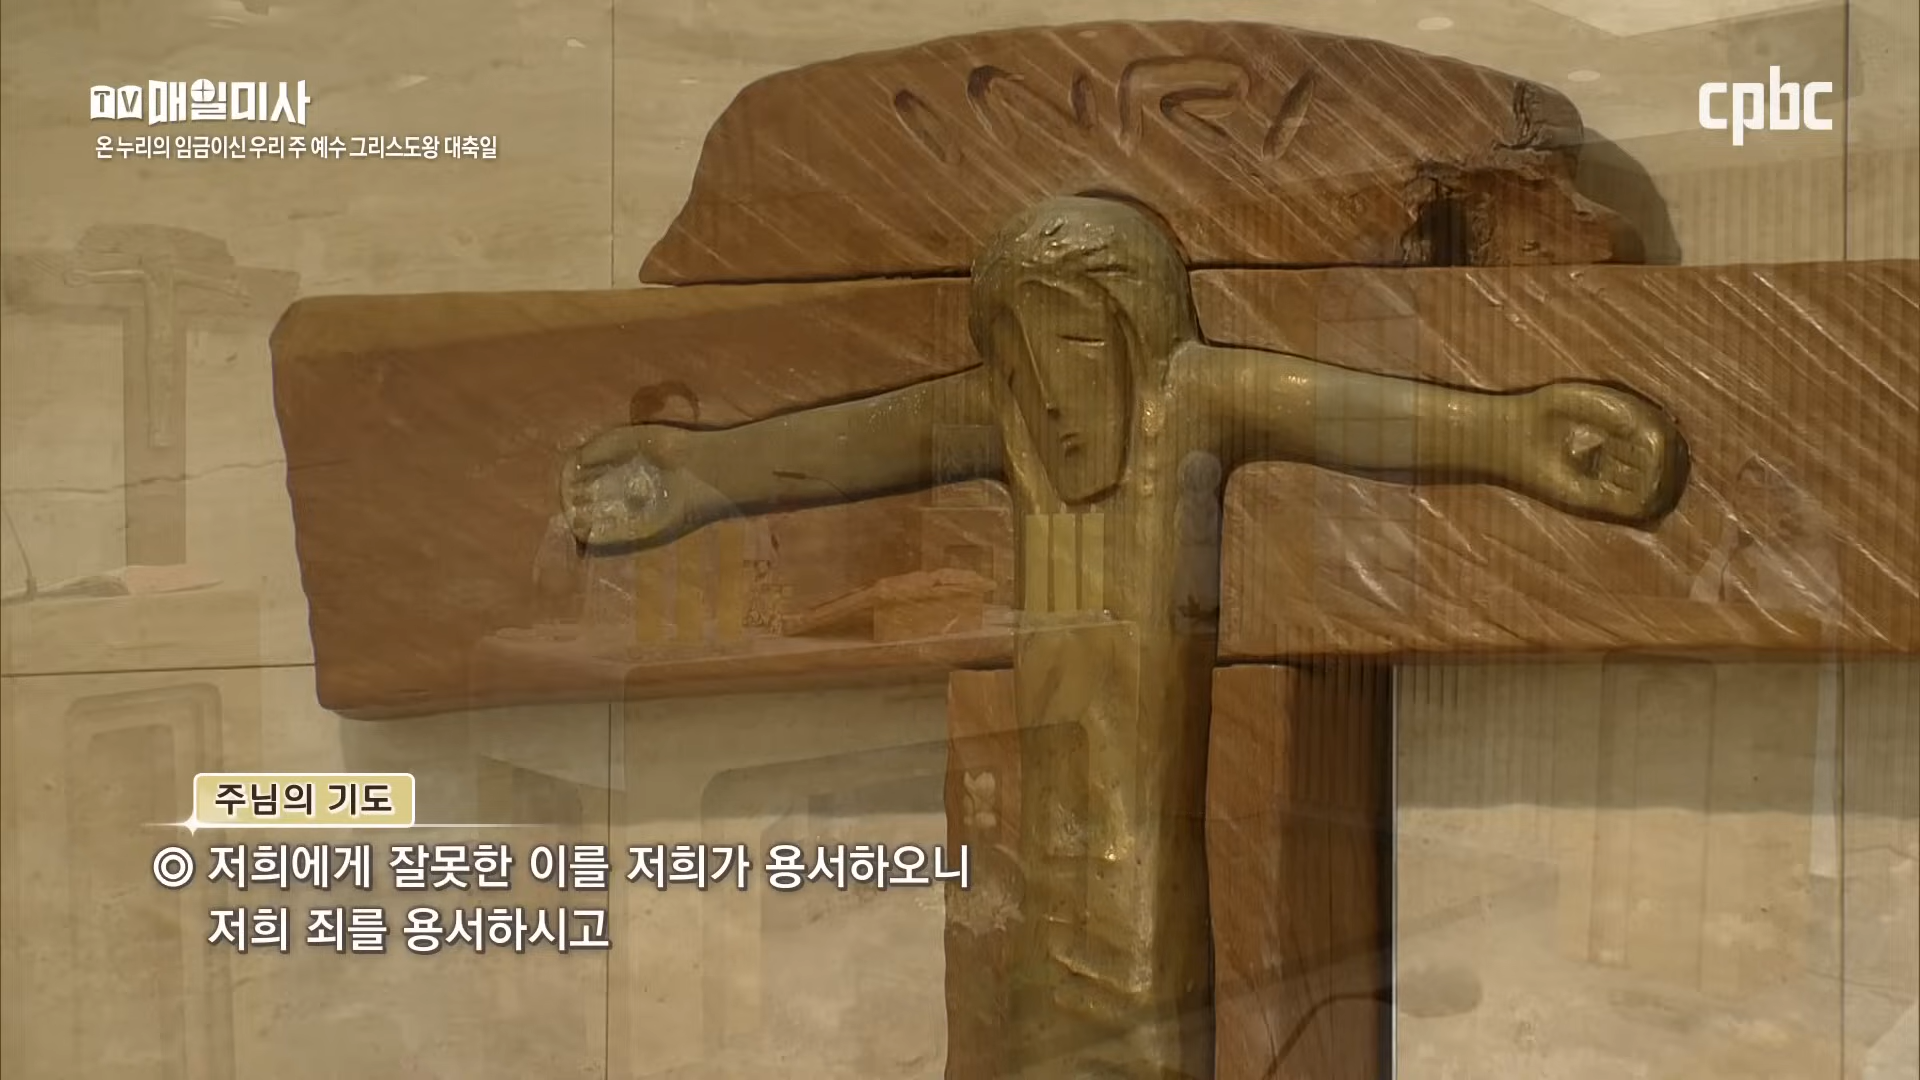 TV매일미사
온 누리의 임금이신 우리 주 예수 그리스도왕 대축일
cpbc
INRI
주님의 기도
◎ 저희에게 잘못한 이를 저희가 용서하오니
저희 죄를 용서하시고